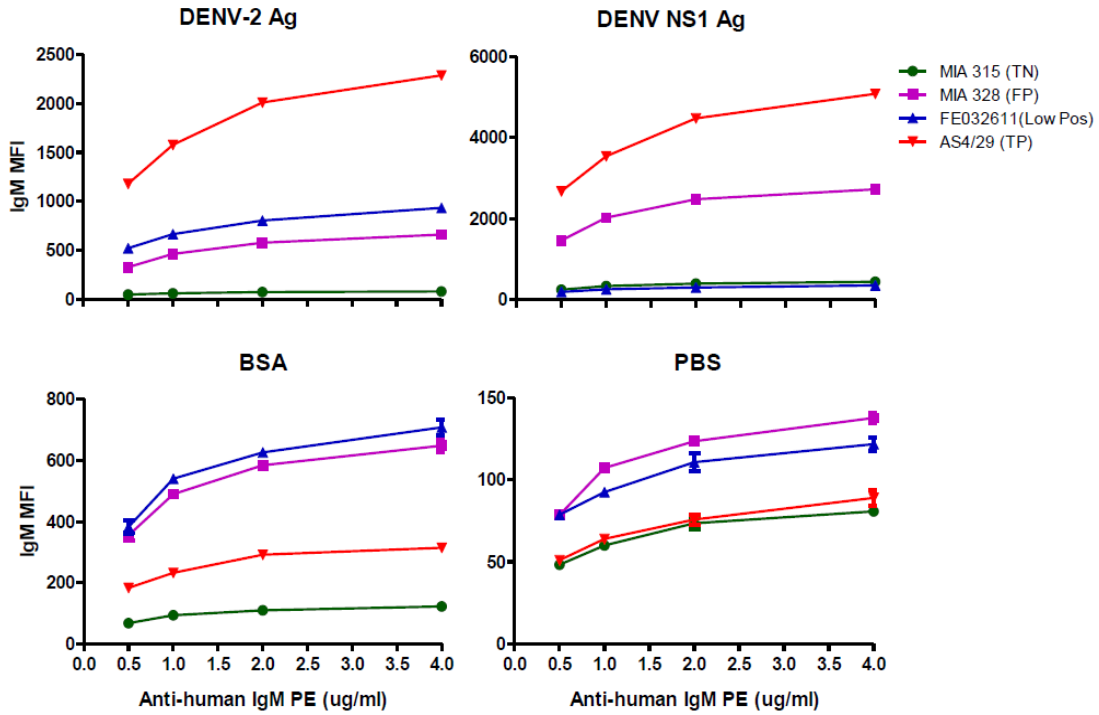 DENV-2 Ag
DENV NS1 Ag
2500
2000
1500
1000
500
0
IgM MFI
6000
4000
2000
0
MIA 315 (TN)
MIA 328 (FP)
FE032611(Low Pos)
AS4/29 (TP)
BSA
PBS
800
600
400
200
0
IgM MFI
0.0 0.5 1.0 1.5 2.0 2.5 3.0 3.5 4.0
Anti-human IgM PE (ug/ml)
150
100
50
0
0.0 0.5 1.0 1.5 2.0 2.5 3.0 3.5 4.0
Anti-human IgM PE (ug/ml)